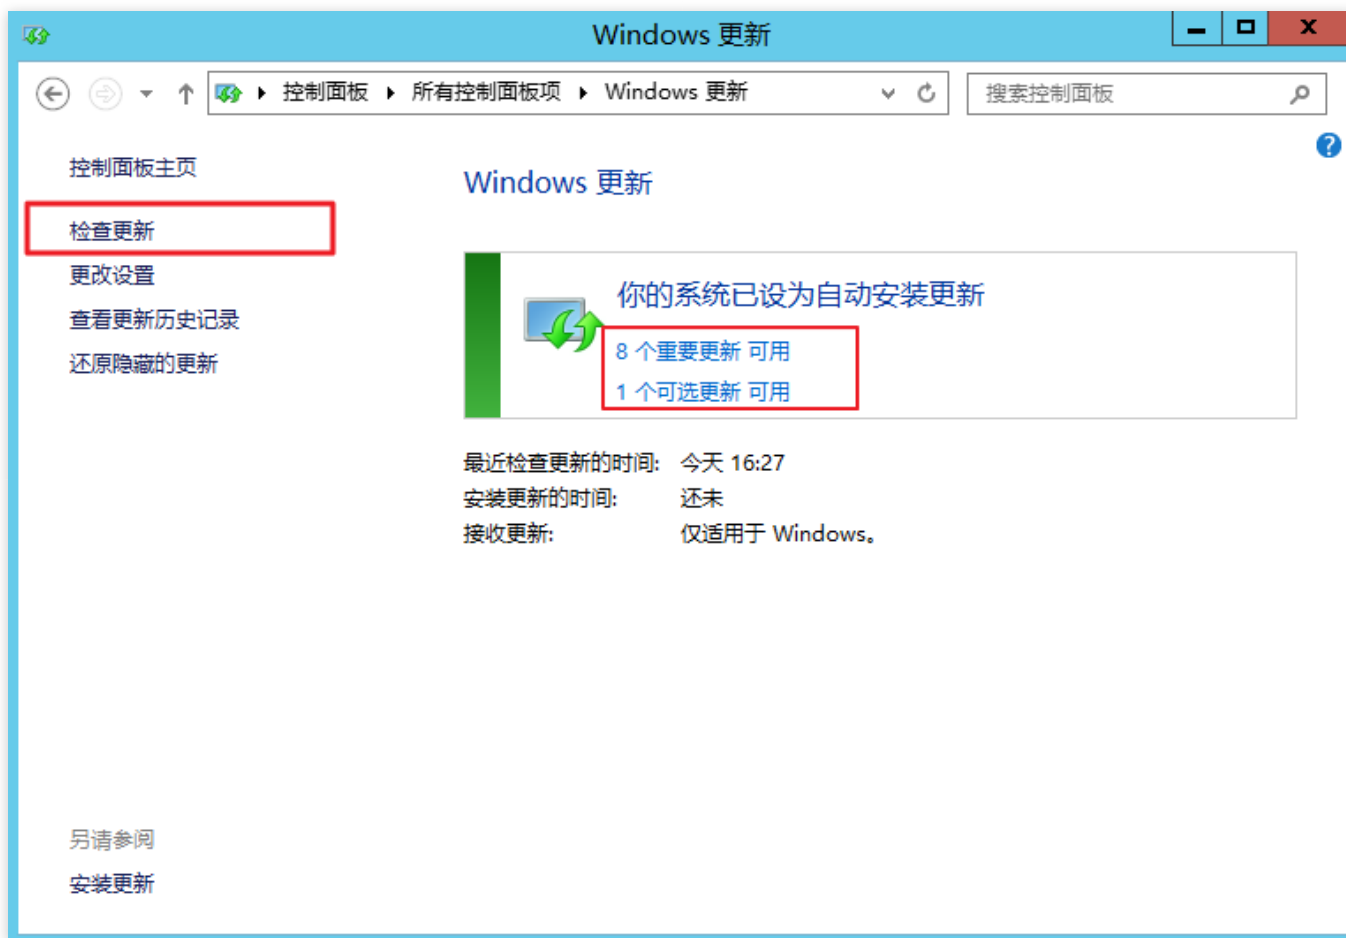 Windows 更新
控制面板 所有控制面板项 Windows 更新
搜索控制面板
控制面板主页
检查更新
更改设置
查看更新历史记录
还原隐藏的更新
Windows 更新
你的系统已设为自动安装更新
8 个重要更新 可用
1 个可选更新 可用
最近检查更新的时间: 今天 16:27
安装更新的时间: 还未
接收更新: 仅适用于 Windows。
另请参阅
安装更新